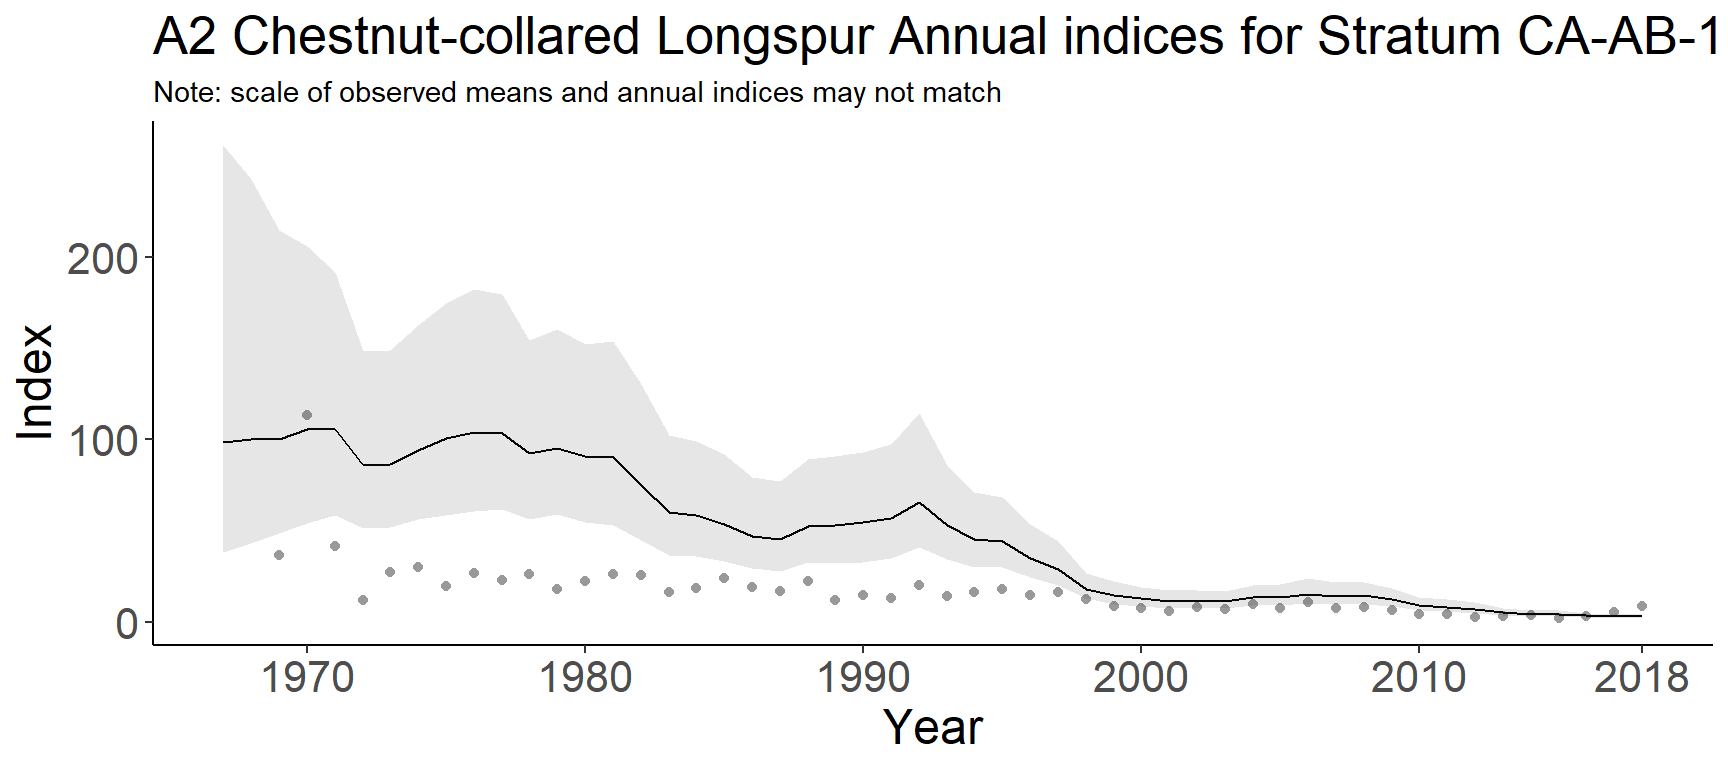 A2 Chestnut-collared Longspur Annual indices for Stratum CA-AB-1
Note: scale of observed means and annual indices may not match
200
100
0
Index
1970 1980 1990 2000 2010 2018
Year